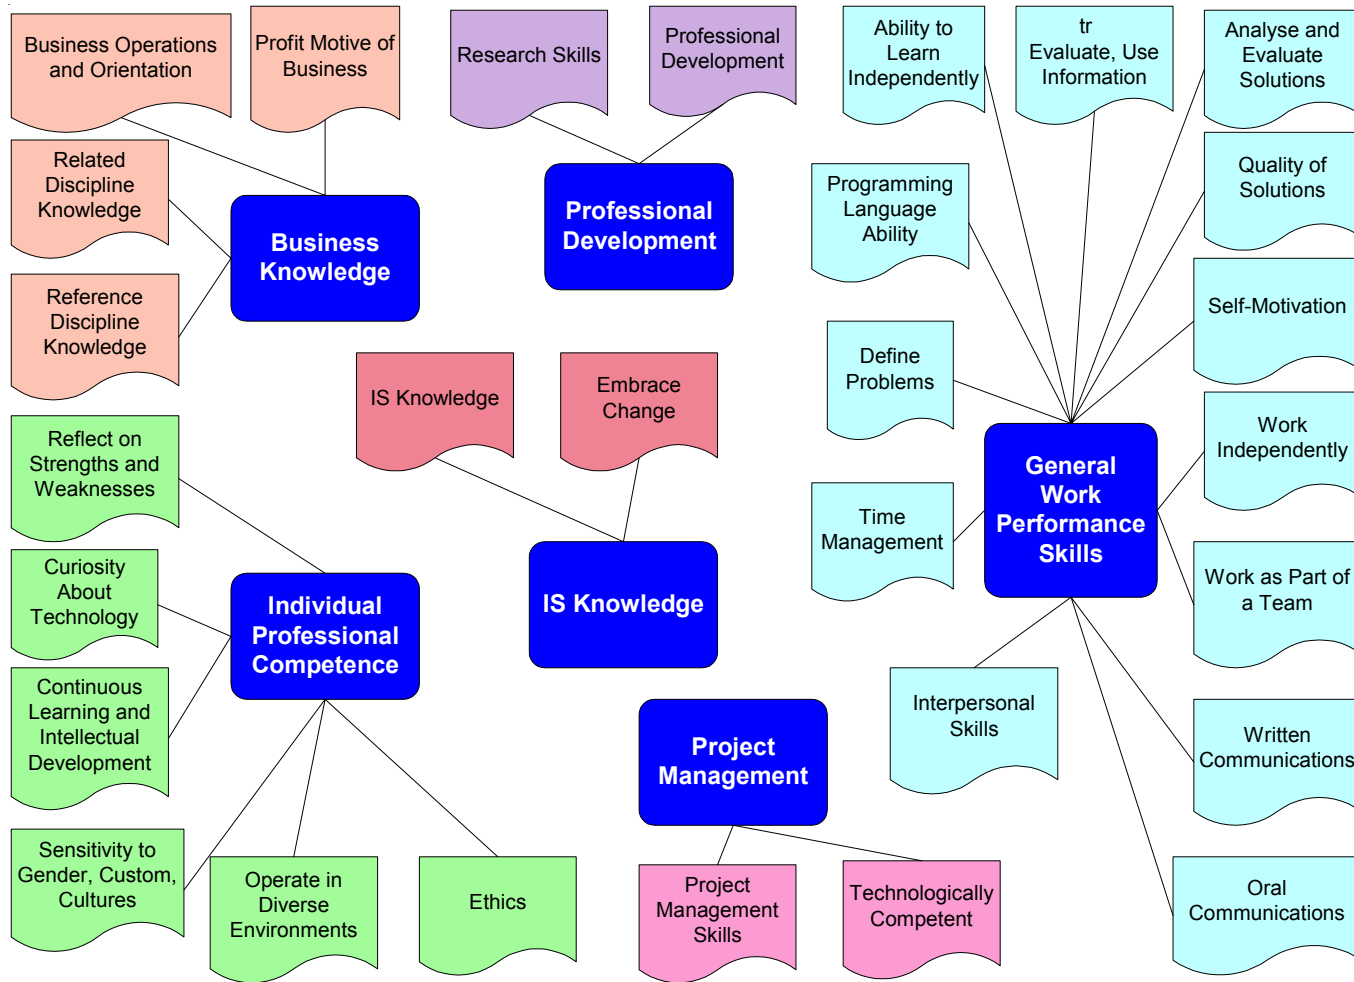 Business Operations
and Orientation
Profit Motive of
Business
Research Skills
Professional
Development
Ability to
Learn
Independently
tr
Evaluate, Use
Information
Analyse and
Evaluate
Solutions
Related
Discipline
Knowledge
Business
Knowledge
Professional
Development
Programming
Language
Ability
Quality of
Solutions
Reference
Discipline
Knowledge
Self-Motivation
IS Knowledge
Embrace
Change
Define
Problems
Reflect on
Strengths and
Weaknesses
General
Work
Performance
Skills
Work
Independently
Time
Management
Curiosity
About
Technology
Individual
Professional
Competence
IS Knowledge
Work as Part of
a Team
Continuous
Learning and
Intellectual
Development
Interpersonal
Skills
Project
Management
Written
Communications
Sensitivity to
Gender, Custom,
Cultures
Operate in
Diverse
Environments
Ethics
Project
Management
Skills
Technologically
Competent
Oral
Communications